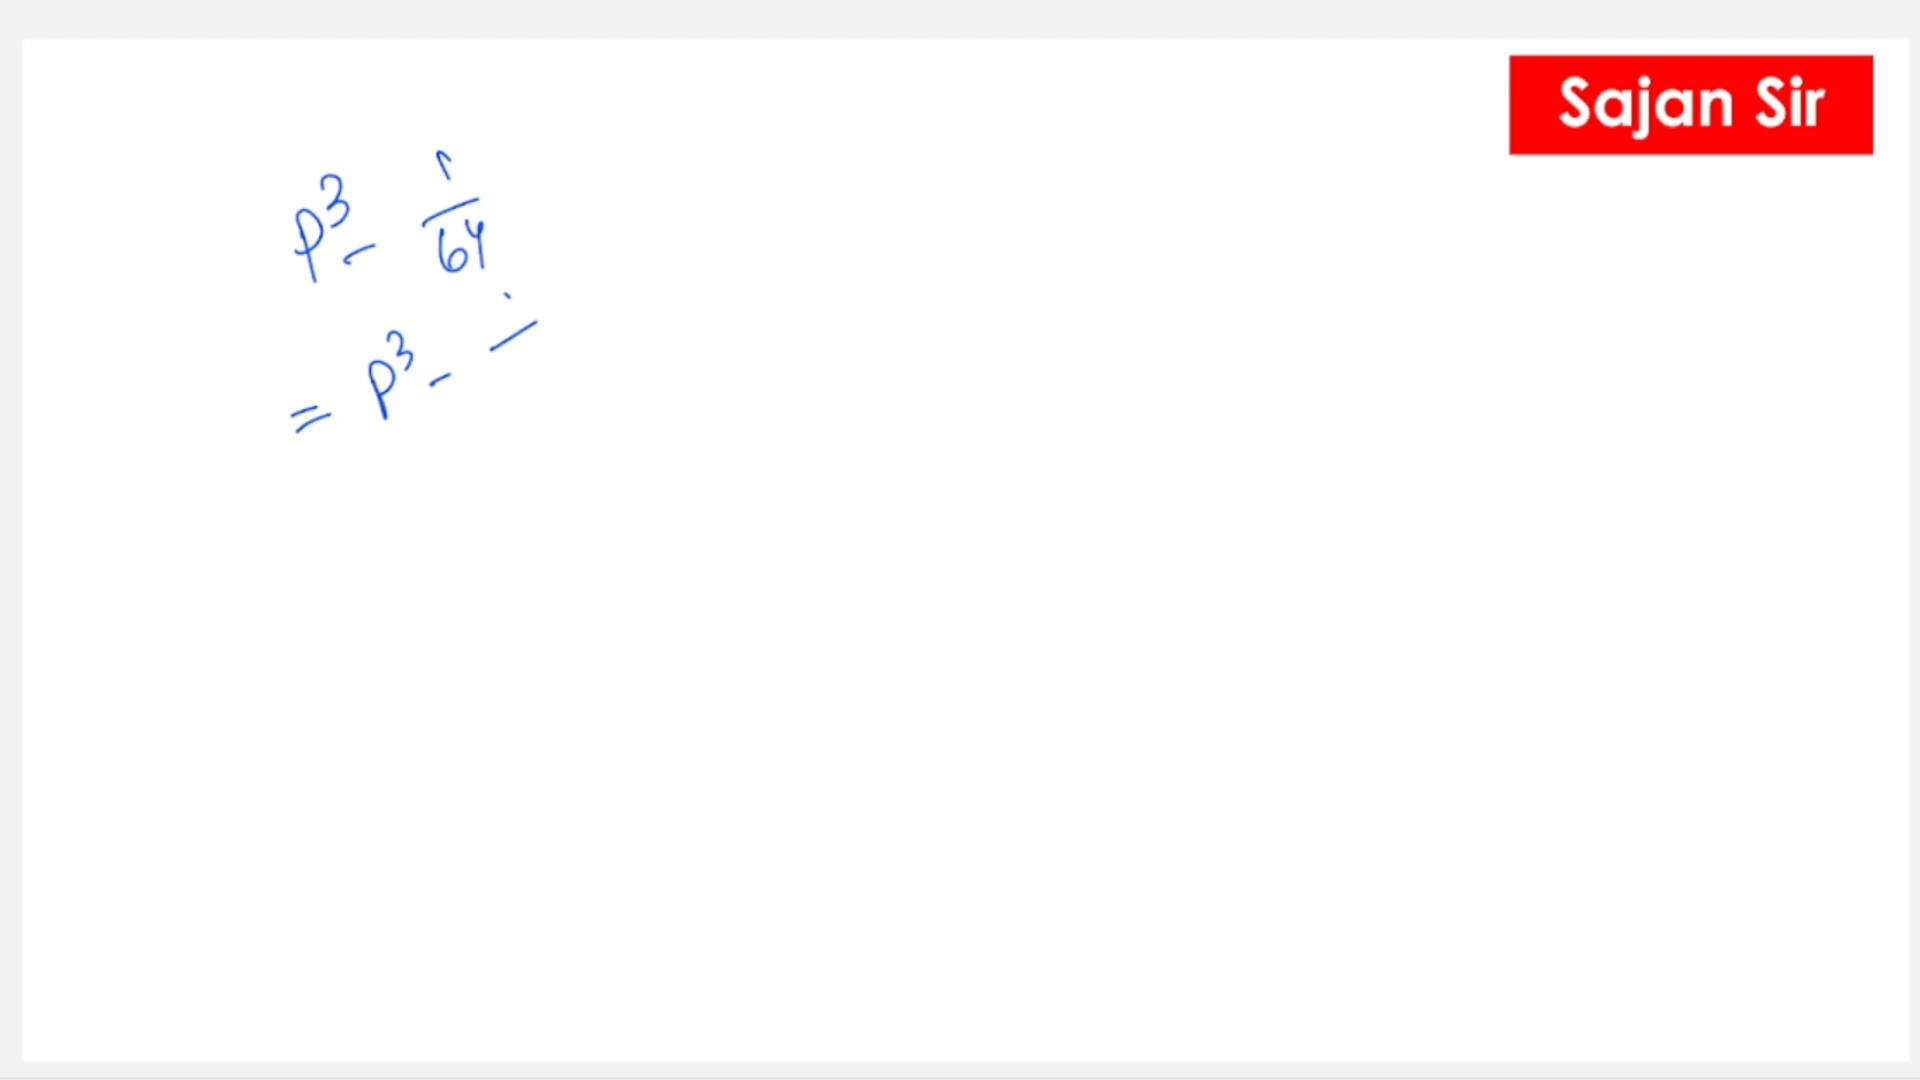 Sajan Sir
p³ - 1/64
= p³ -